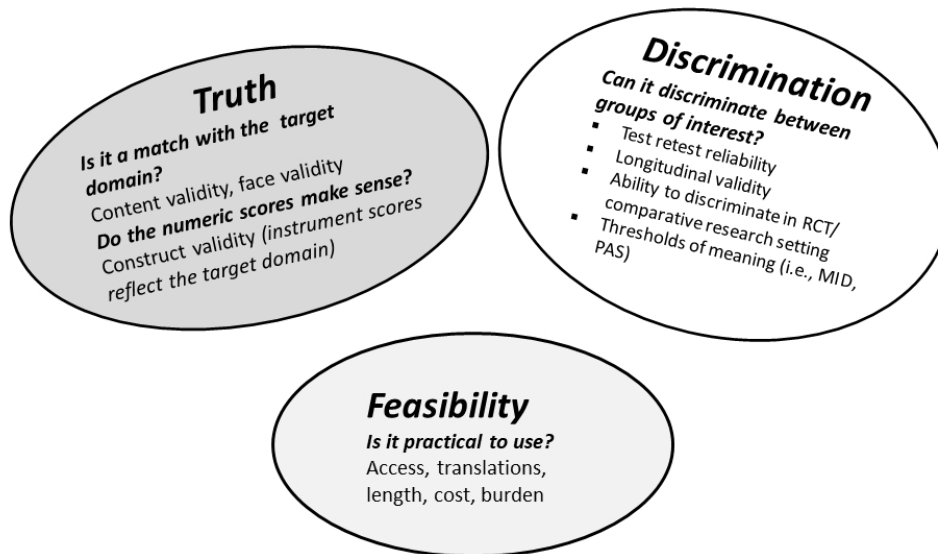 Truth
Is it a match with the target
domain?
Content validity, face validity
Do the numeric scores make sense?
Construct validity (instrument scores
reflect the target domain)
Discrimination
Can it discriminate between
groups of interest?
▪ Test retest reliability
▪ Longitudinal validity
▪ Ability to discriminate in RCT/
comparative research setting
▪ Thresholds of meaning (i.e., MID,
PAS)
Feasibility
Is it practical to use?
Access, translations,
length, cost, burden